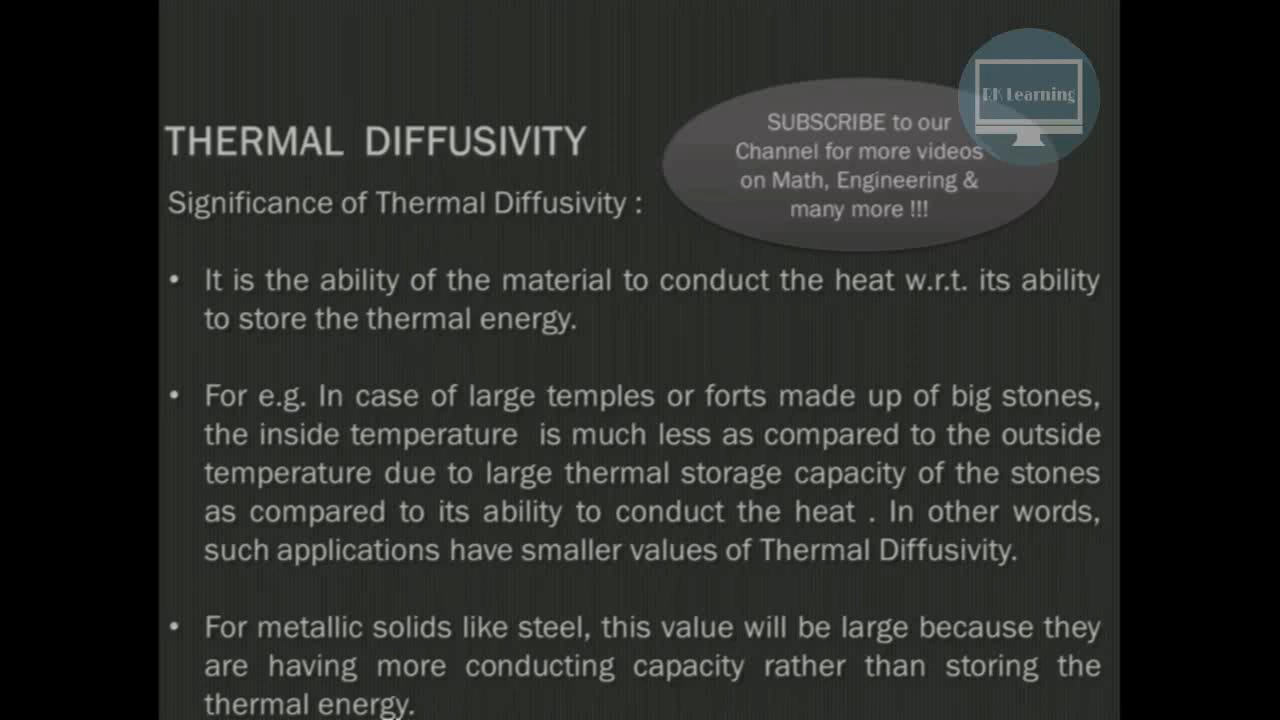 RK Learning
SUBSCRIBE to our
Channel for more videos
on Math, Engineering &
many more !!!
THERMAL DIFFUSIVITY
Significance of Thermal Diffusivity :
• It is the ability of the material to conduct the heat w.r.t. its ability
to store the thermal energy.
• For e.g. In case of large temples or forts made up of big stones,
the inside temperature is much less as compared to the outside
temperature due to large thermal storage capacity of the stones
as compared to its ability to conduct the heat . In other words,
such applications have smaller values of Thermal Diffusivity.
• For metallic solids like steel, this value will be large because they
are having more conducting capacity rather than storing the
thermal energy.